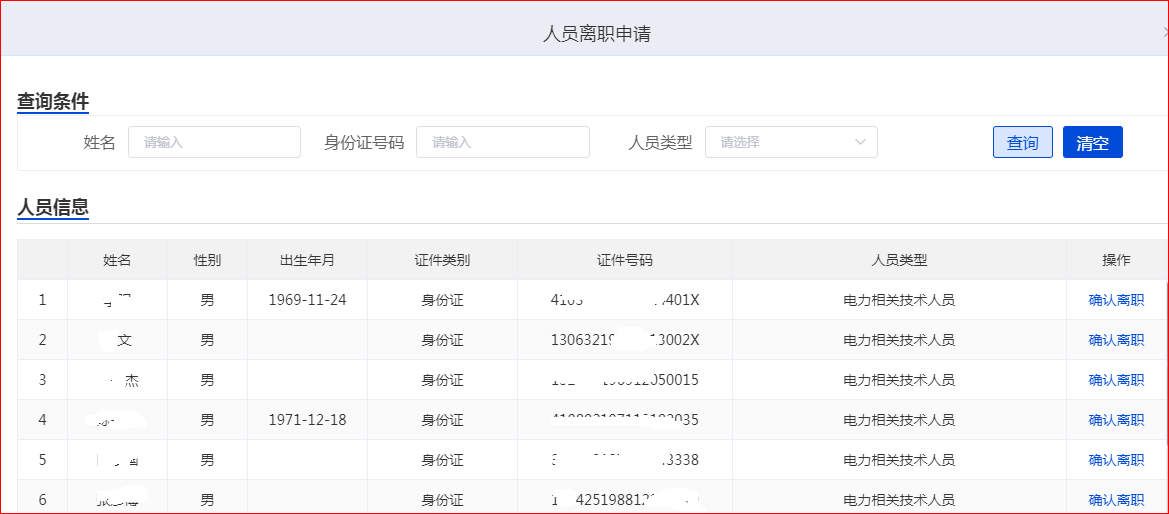 人员离职申请
查询条件
姓名 请输入 身份证号码 请输入 人员类型 请选择 查询 清空
人员信息
姓名 性别 出生年月 证件类别 证件号码 人员类型 操作
1 男 1969-11-24 身份证 401X 电力相关技术人员 确认离职
2 文 男 身份证 13063219 3002X 电力相关技术人员 确认离职
3 杰 男 身份证 050015 电力相关技术人员 确认离职
4 男 1971-12-18 身份证 电力相关技术人员 确认离职
5 男 身份证 3338 电力相关技术人员 确认离职
6 男 身份证 1 42519881 电力相关技术人员 确认离职